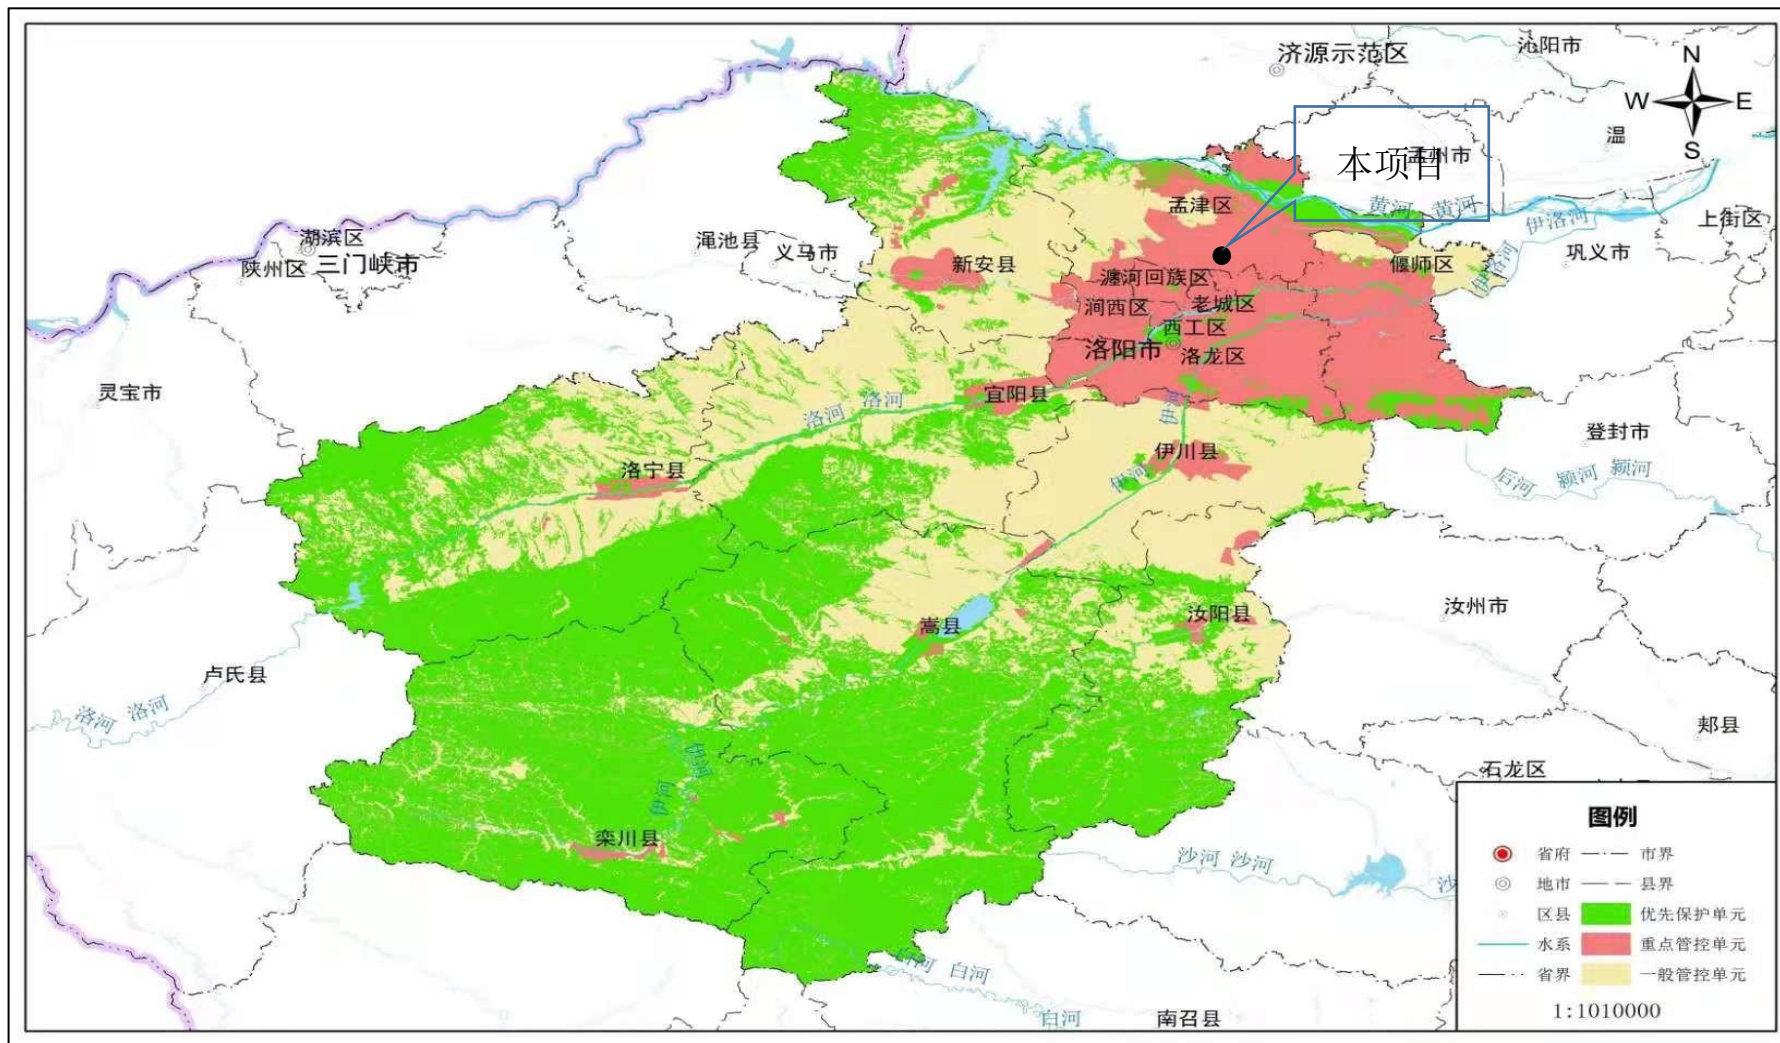 济源示范区
沁阳市
N
W
E
S
温
本项目
孟州市
孟津区
黄河 黄河
伊洛河
上街区
湖滨区
渑池县
义马市
陕州区
三门峡市
新安县
瀍河回族区
偃师区
伊洛河
巩义市
涧西区
老城区
西工区
洛阳市
洛龙区
灵宝市
宜阳县
洛河 洛河
伊河
登封市
伊川县
洛宁县
伊河
后河 颍河 颍河
嵩县
汝阳县
汝州市
卢氏县
洛河 洛河
郏县
伊河
石龙区
伊河
栾川县
沙河 沙河
沙
白河
白河
南召县
图例
省府 市界
地市 县界
区县 优先保护单元
水系 重点管控单元
省界 一般管控单元
1:1010000